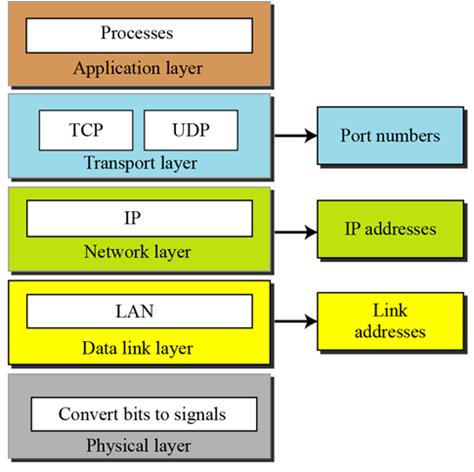 Processes
Application layer
TCP
UDP
Transport layer
Port numbers
IP
Network layer
IP addresses
LAN
Data link layer
Link
addresses
Convert bits to signals
Physical layer